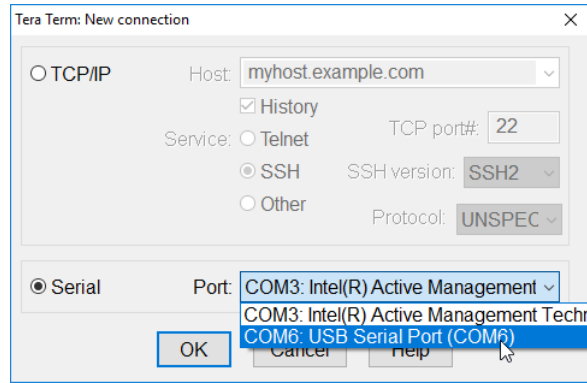 Tera Term: New connection
TCP/IP Host: myhost.example.com
History
Service: Telnet TCP port#: 22
SSH SSH version: SSH2
Other Protocol: UNSPEC
Serial Port: COM3: Intel(R) Active Management
COM3: Intel(R) Active Management Techn
COM6: USB Serial Port (COM6)
OK Cancel Help